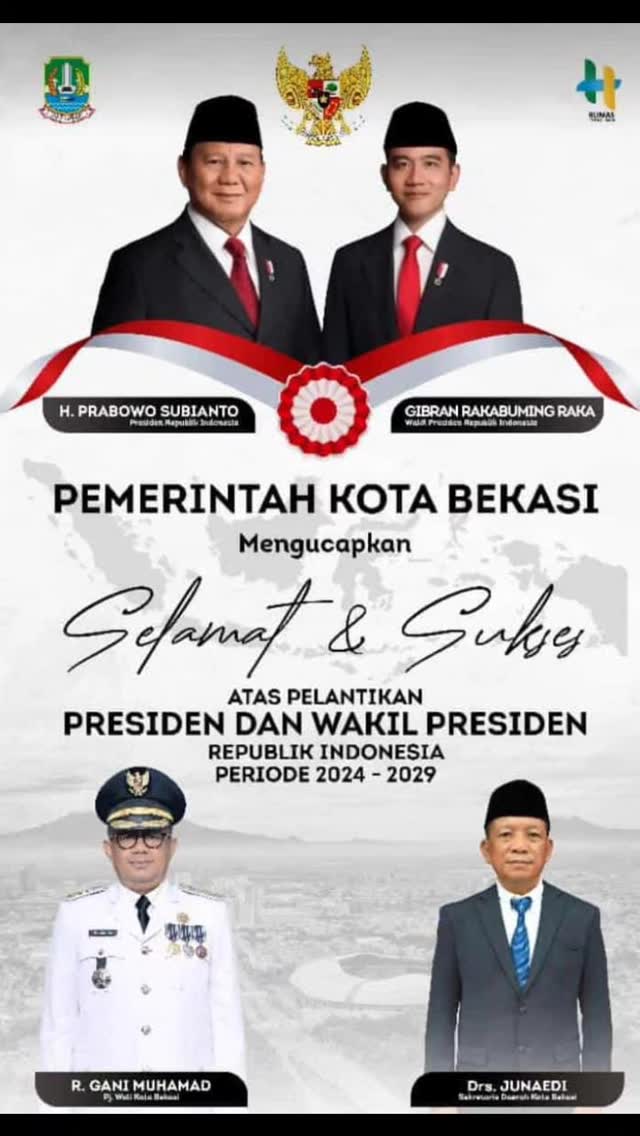 HUMAS
H. PRABOWO SUBIANTO
Presiden Republik Indonesia
GIBRAN RAKABUMING RAKA
Wakil Presiden Republik Indonesia
PEMERINTAH KOTA BEKASI
Mengucapkan
Selamat & Sukses
ATAS PELANTIKAN
PRESIDEN DAN WAKIL PRESIDEN
REPUBLIK INDONESIA
PERIODE 2024 - 2029
R. GANI MUHAMAD
Pj. Wali Kota Bekasi
Drs. JUNAEDI
Sekretaris Daerah Kota Bekasi